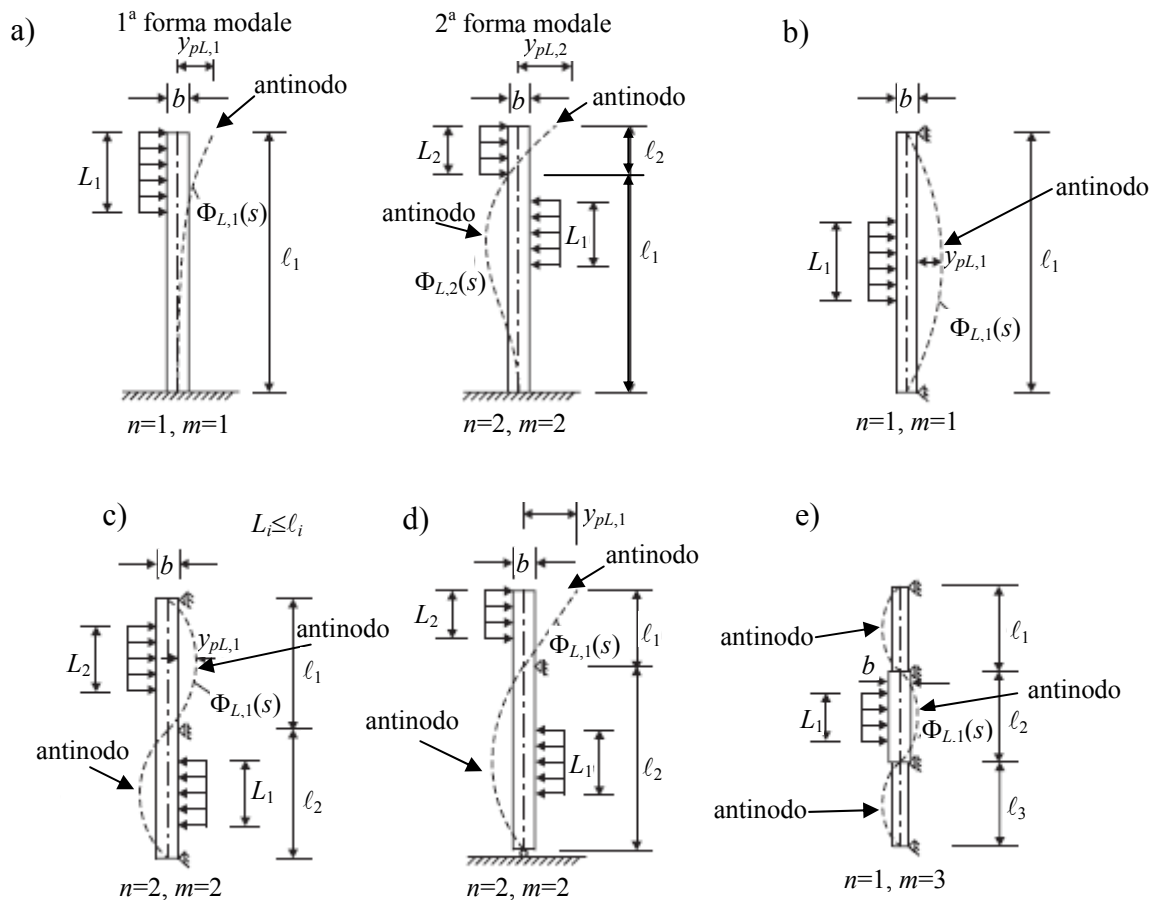 a)
1ª forma modale
2ª forma modale
b)
y_{pL,1}
y_{pL,2}
b
antinodo
b
antinodo
b
L_1
Φ_{L,1}(s)
ℓ_1
L_2
ℓ_2
antinodo
L_1
Φ_{L,2}(s)
ℓ_1
antinodo
L_1
y_{pL,1}
ℓ_1
Φ_{L,1}(s)
n=1, m=1
n=2, m=2
n=1, m=1
c)
L_i≤ℓ_i
d)
e)
b
antinodo
L_2
y_{pL,1}
ℓ_1
Φ_{L,1}(s)
antinodo
L_1
ℓ_2
n=2, m=2
y_{pL,1}
b
antinodo
L_2
ℓ_1
Φ_{L,1}(s)
antinodo
L_1
ℓ_2
n=2, m=2
antinodo
ℓ_1
b
antinodo
L_1
Φ_{L.1}(s)
ℓ_2
antinodo
ℓ_3
n=1, m=3